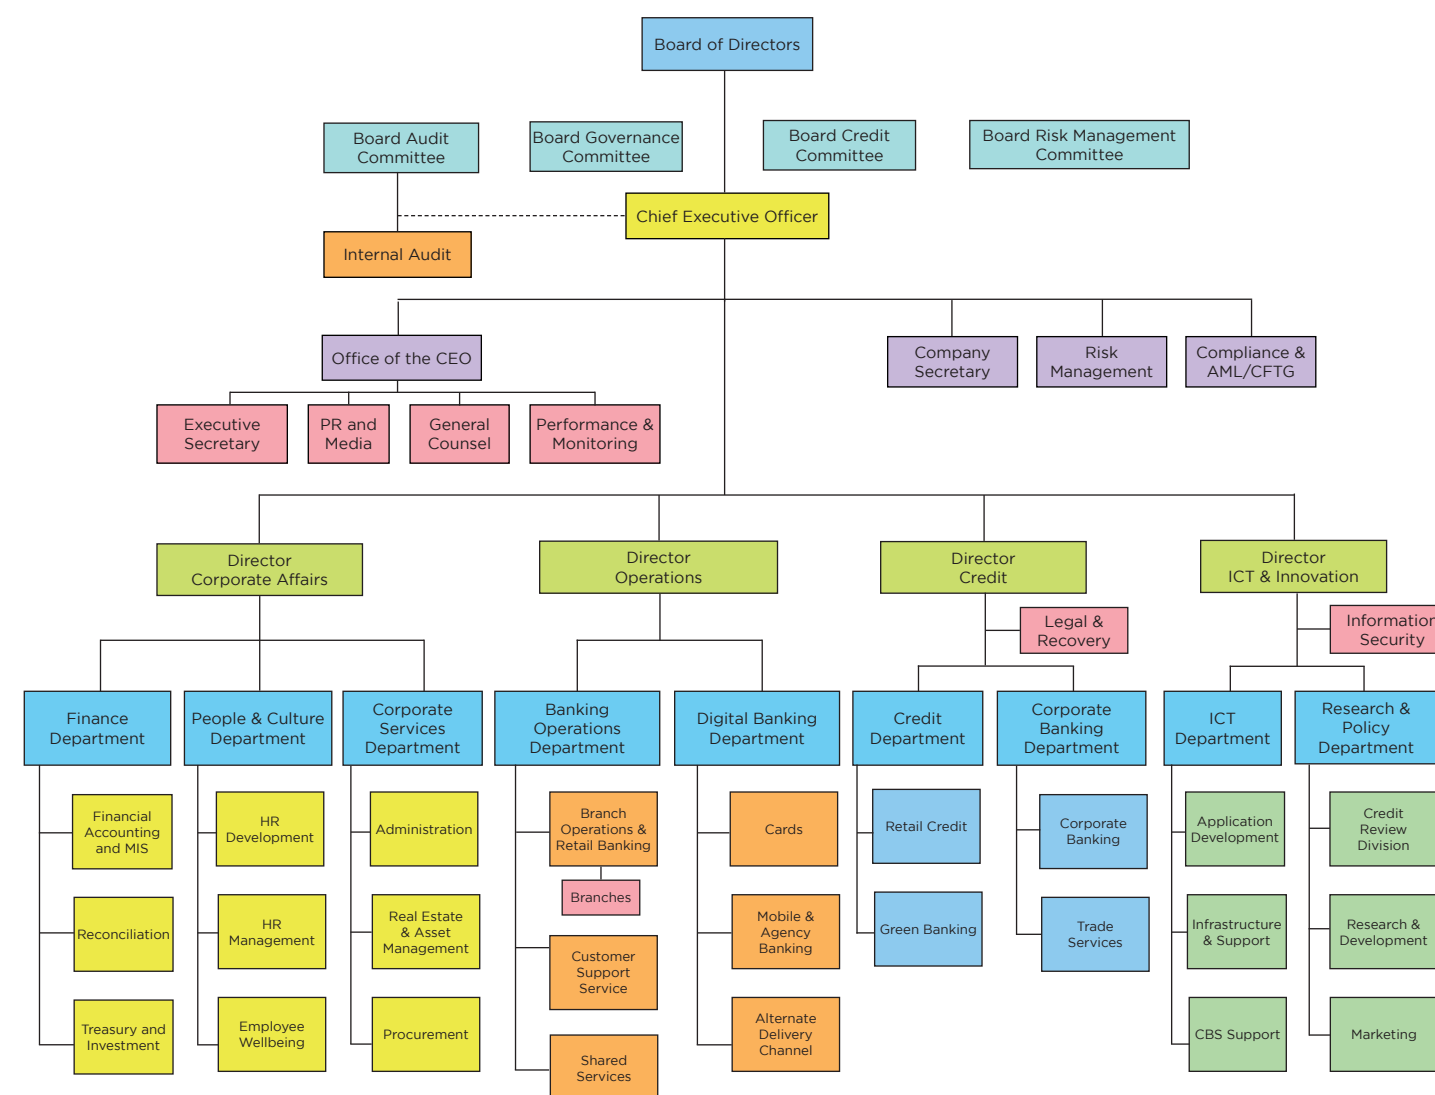 Board of Directors
Board Audit
Committee
Board Governance
Committee
Board Credit
Committee
Board Risk Management
Committee
Chief Executive Officer
Internal Audit
Office of the CEO
Company
Secretary
Risk
Management
Compliance &
AML/CFTG
Executive
Secretary
PR and
Media
General
Counsel
Performance &
Monitoring
Director
Corporate Affairs
Director
Operations
Director
Credit
Director
ICT & Innovation
Legal &
Recovery
Information
Security
Finance
Department
People & Culture
Department
Corporate
Services
Department
Banking
Operations
Department
Digital Banking
Department
Credit
Department
Corporate
Banking
Department
ICT
Department
Research &
Policy
Department
Financial
Accounting
and MIS
HR
Development
Administration
Branch
Operations &
Retail Banking
Cards
Retail Credit
Corporate
Banking
Application
Development
Credit
Review
Division
Branches
Reconciliation
HR
Management
Real Estate
& Asset
Management
Customer
Support
Service
Mobile &
Agency
Banking
Green Banking
Trade
Services
Infrastructure
& Support
Research &
Development
Treasury and
Investment
Employee
Wellbeing
Procurement
Shared
Services
Alternate
Delivery
Channel
CBS Support
Marketing